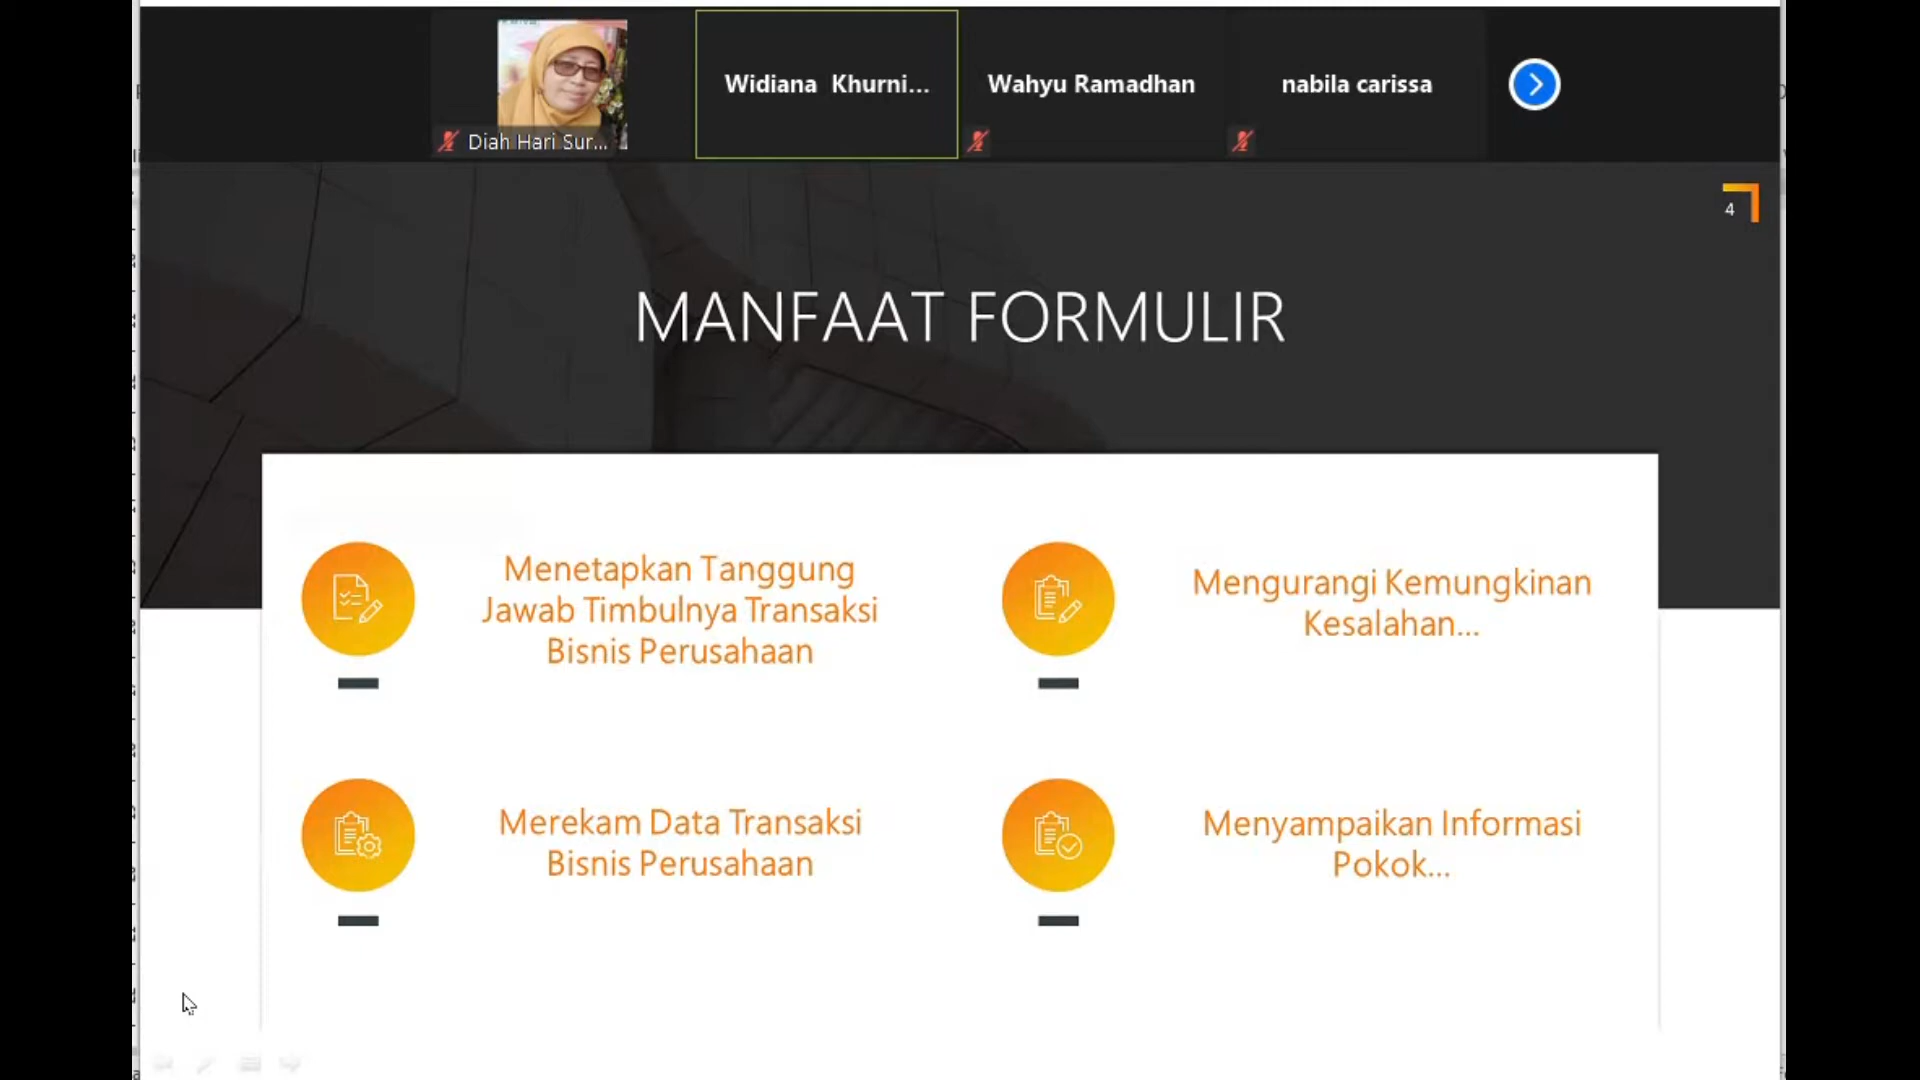 Diah Hari Sur...
Widiana Khurni...
Wahyu Ramadhan
nabila carissa
4
MANFAAT FORMULIR
Menetapkan Tanggung
Jawab Timbulnya Transaksi
Bisnis Perusahaan
Mengurangi Kemungkinan
Kesalahan...
Merekam Data Transaksi
Bisnis Perusahaan
Menyampaikan Informasi
Pokok...